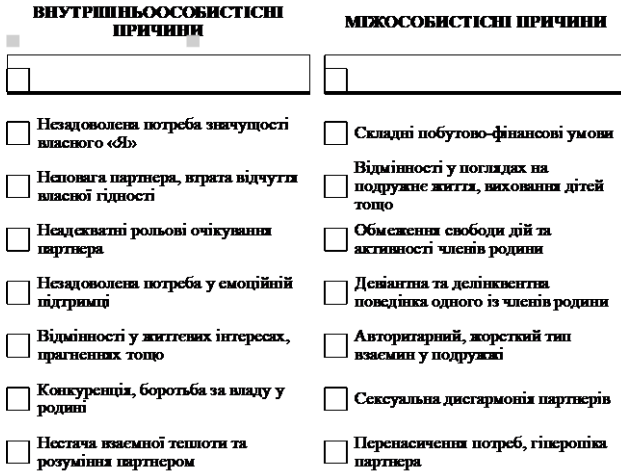 ВНУТРІШНЬООСОБИСТІСНІ
ПРИЧИНИ
Незадоволена потреба значущості
власного «Я»
Неповага партнера, втрата відчуття
власної гідності
Неадекватні рольові очікування
партнера
Незадоволена потреба у емоційній
підтримці
Відмінності у життєвих інтересах,
прагненнях тощо
Конкуренція, боротьба за владу у
родині
Нестача взаємної теплоти та
розуміння партнером
МІЖОСОБИСТІСНІ ПРИЧИНИ
Складні побутово-фінансові умови
Відмінності у поглядах на
подружнє життя, виховання дітей
тощо
Обмеження свободи дій та
активності членів родини
Девіантна та делінквентна
поведінка одного із членів родини
Авторитарний, жорсткий тип
взаємин у подружжі
Сексуальна дисгармонія партнерів
Перенасичення потреб, гіперопіка
партнера